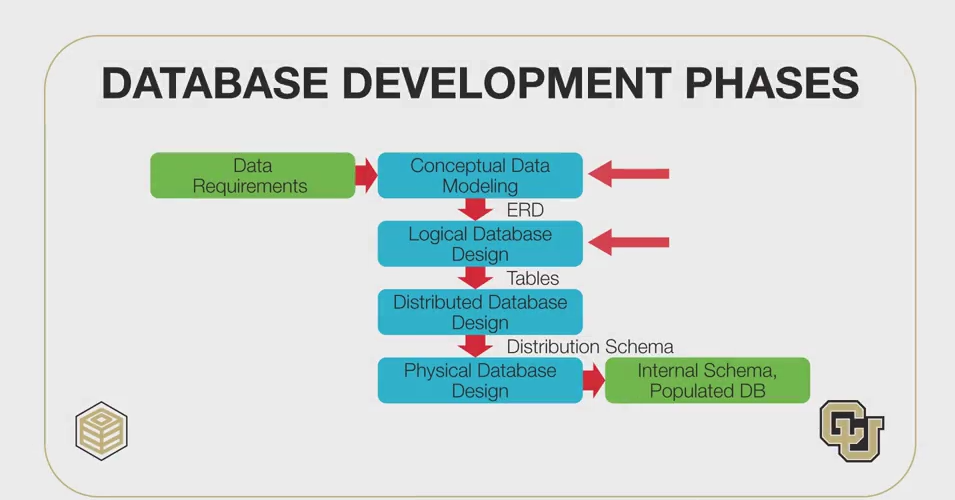 DATABASE DEVELOPMENT PHASES
Data
Requirements
Conceptual Data
Modeling
ERD
Logical Database
Design
Tables
Distributed Database
Design
Distribution Schema
Physical Database
Design
Internal Schema,
Populated DB
CU